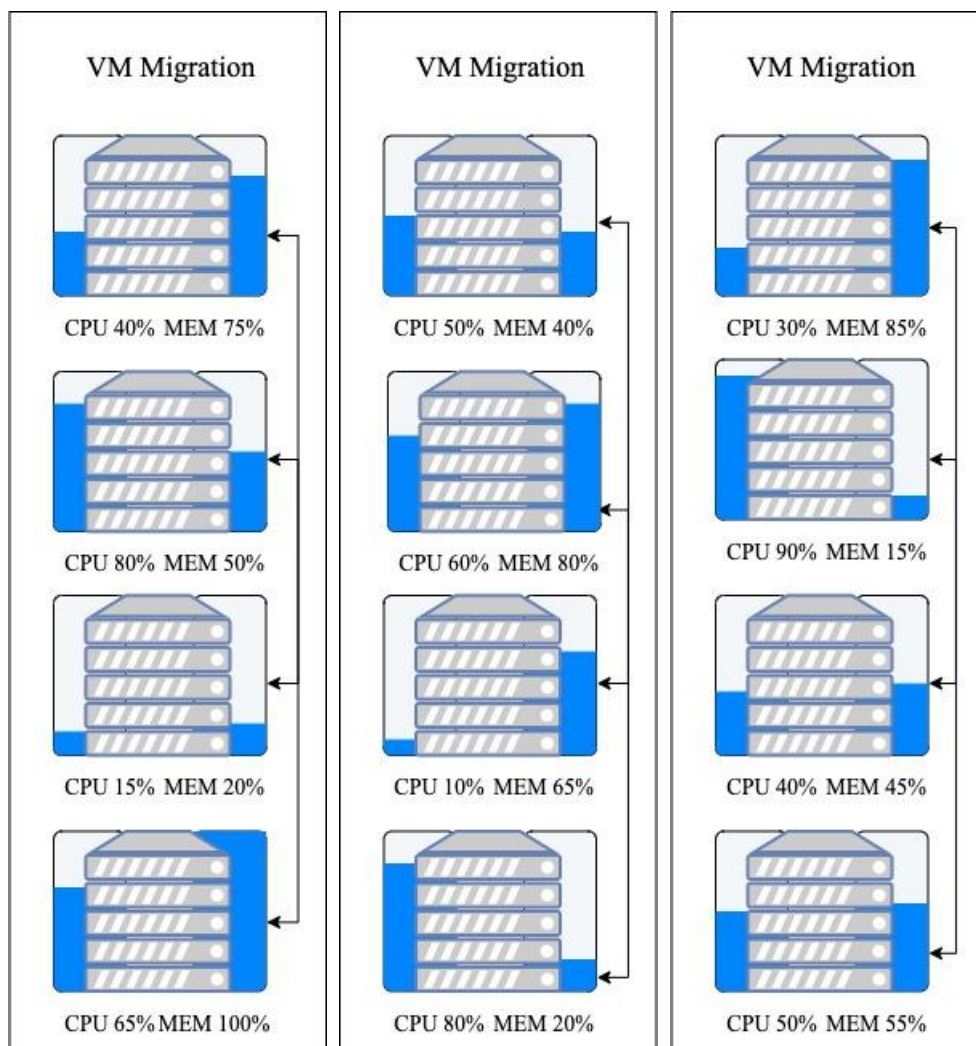 VM Migration
CPU 40% MEM 75%
CPU 80% MEM 50%
CPU 15% MEM 20%
CPU 65% MEM 100%
VM Migration
CPU 50% MEM 40%
CPU 60% MEM 80%
CPU 10% MEM 65%
CPU 80% MEM 20%
VM Migration
CPU 30% MEM 85%
CPU 90% MEM 15%
CPU 40% MEM 45%
CPU 50% MEM 55%